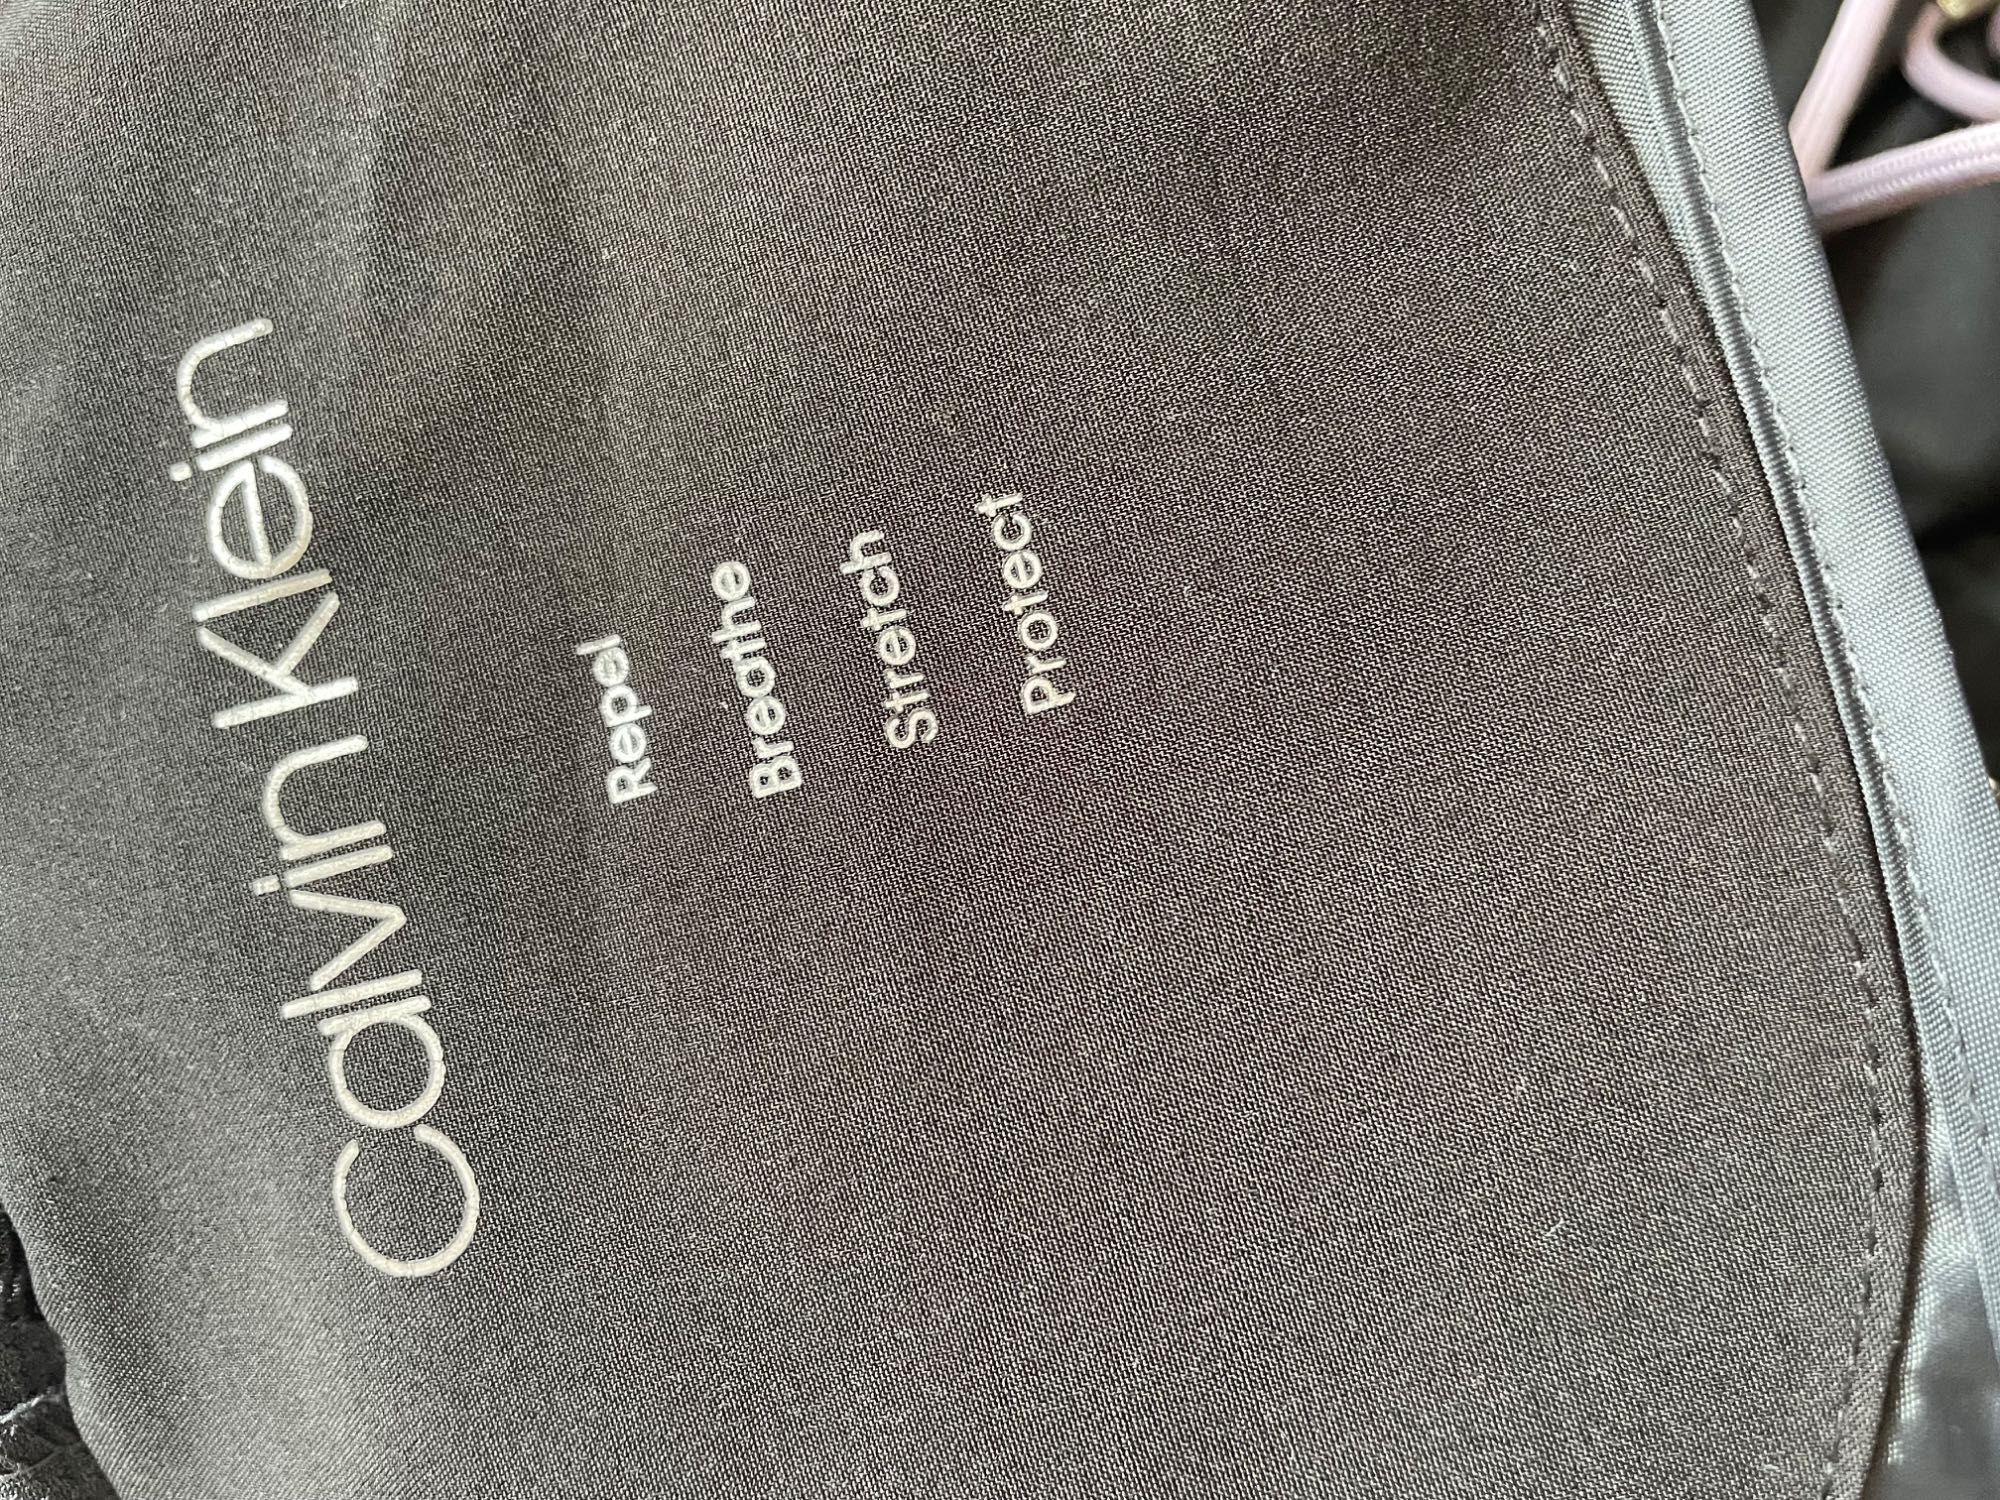 Calvin Klein
Repel
Breathe
Stretch
Protect